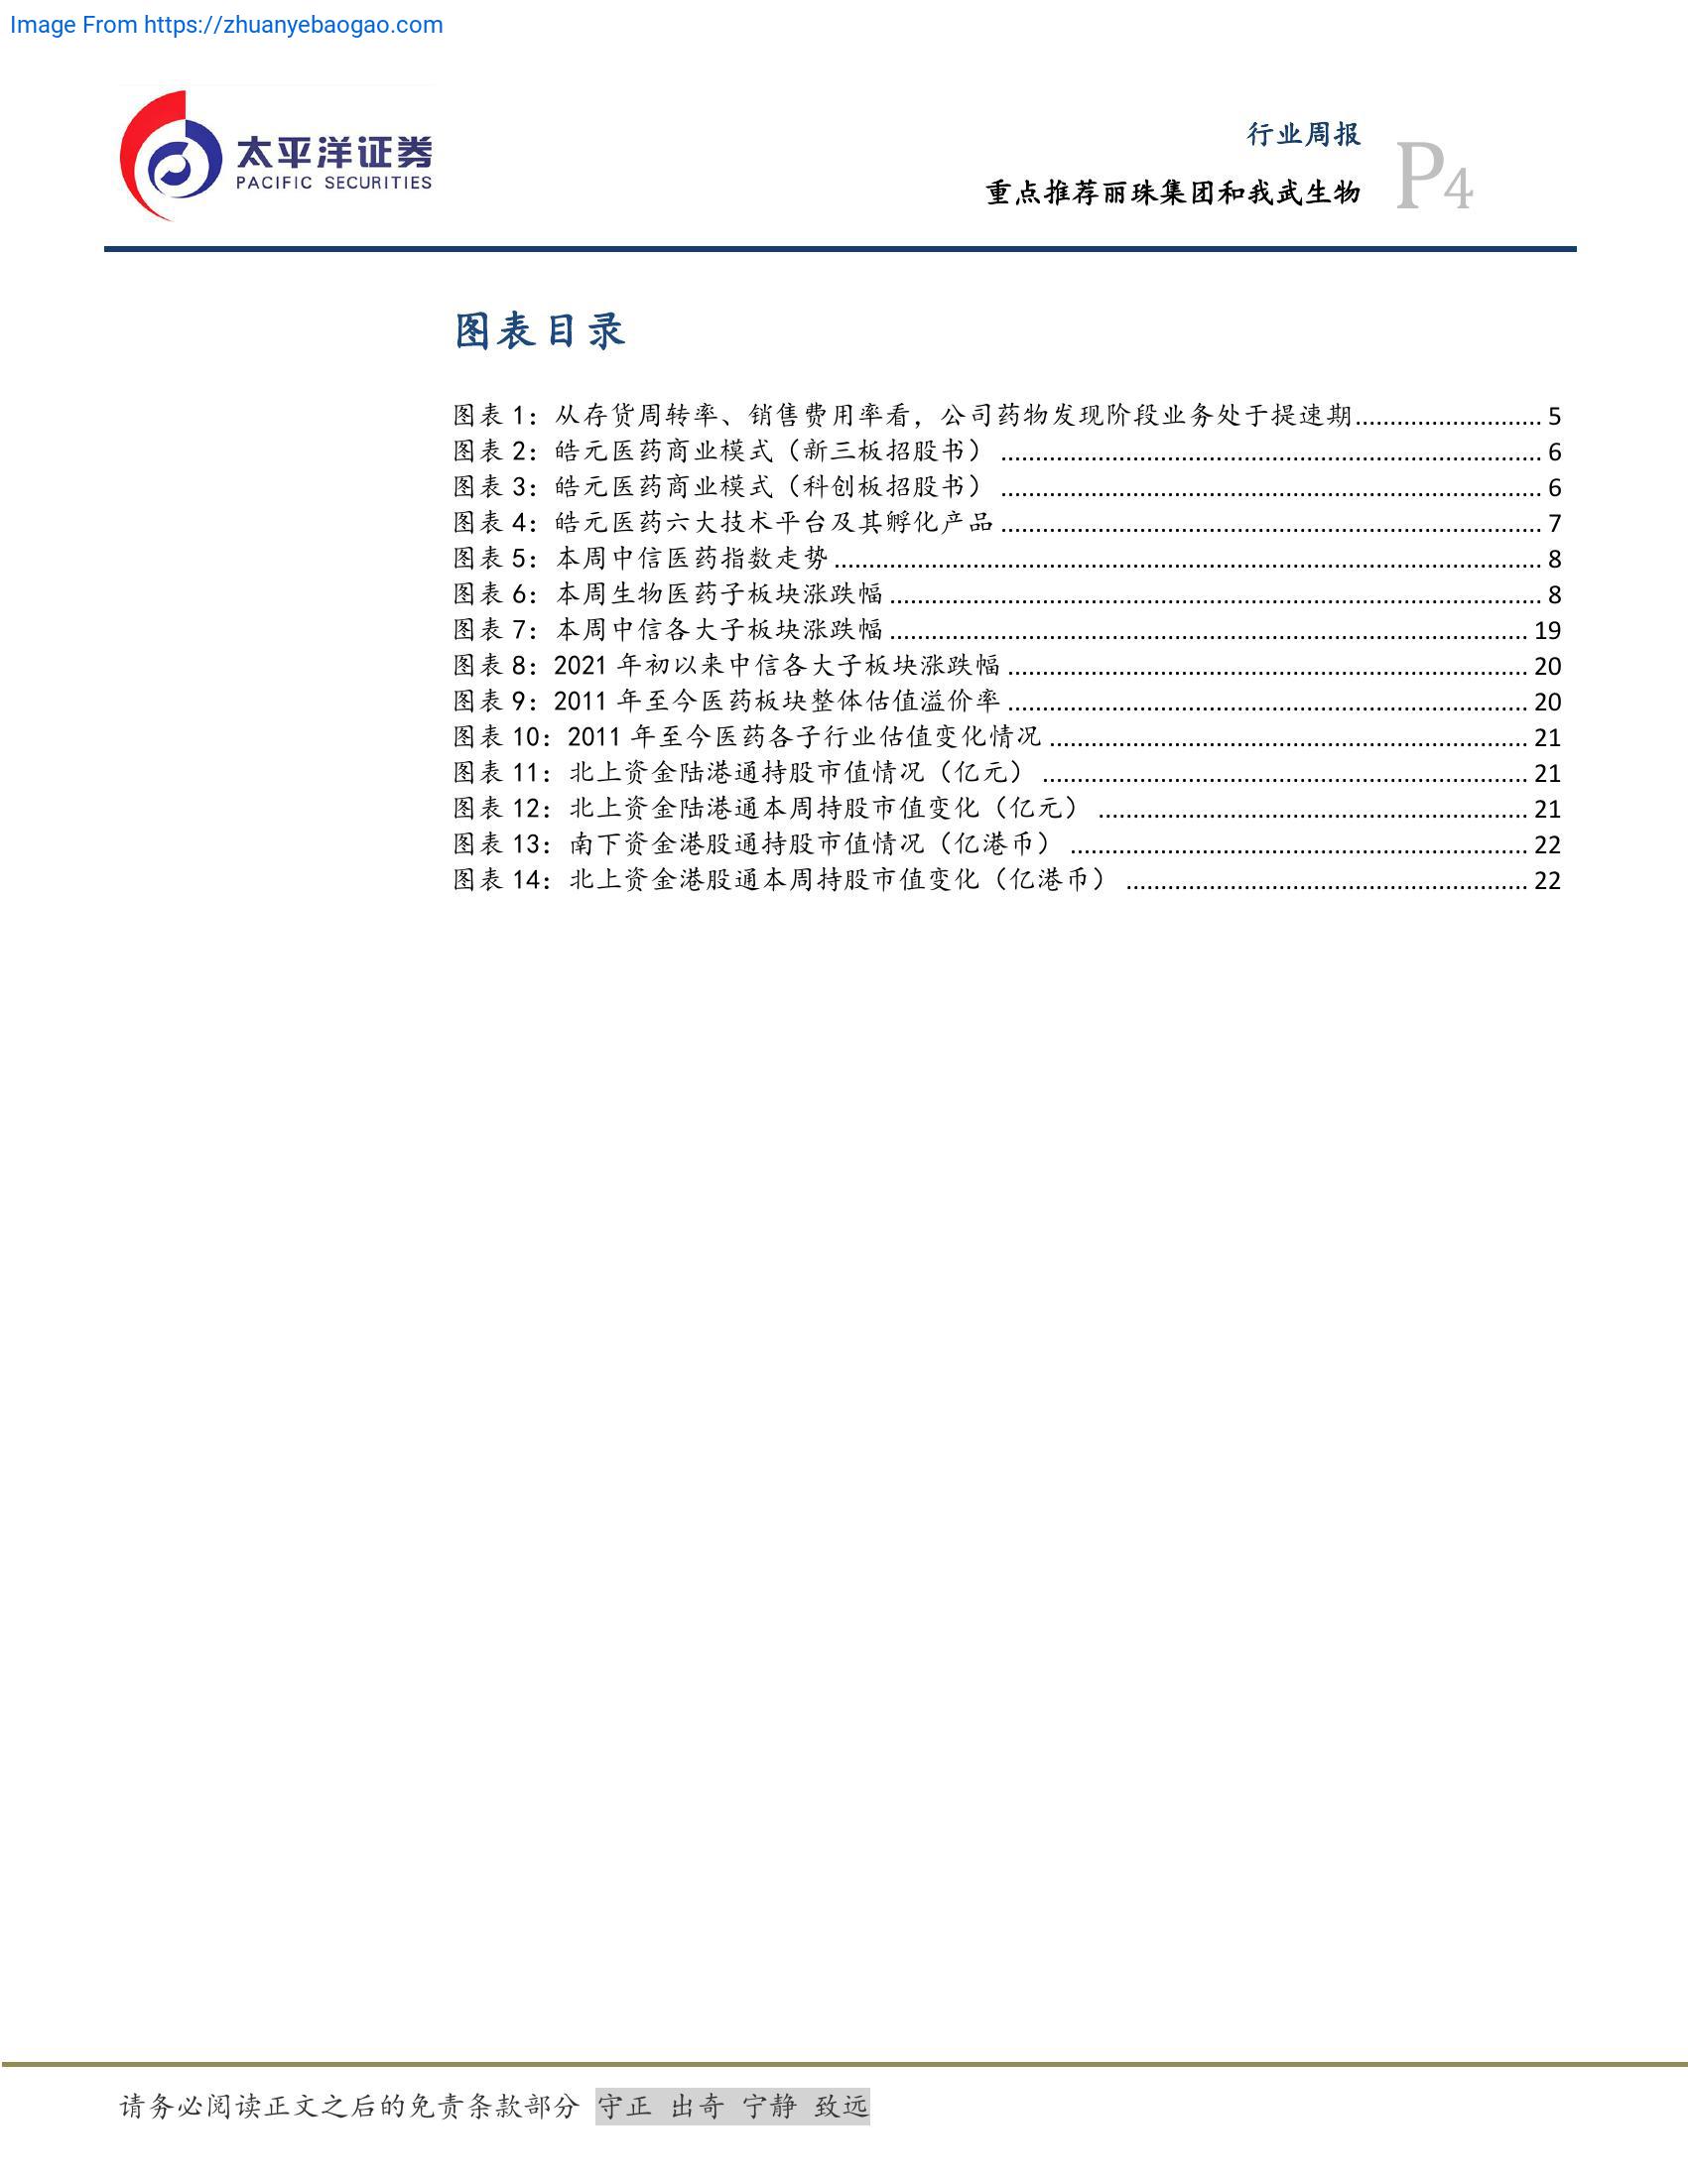 Image From https://zhuanyebaogao.com
太平洋证券
PACIFIC SECURITIES
行业周报
重点推荐丽珠集团和我武生物
P4
图表目录
图表 1：从存货周转率、销售费用率看，公司药物发现阶段业务处于提速期........................... 5
图表 2：皓元医药商业模式（新三板招股书）.............................................................................. 6
图表 3：皓元医药商业模式（科创板招股书）.............................................................................. 6
图表 4：皓元医药六大技术平台及其孵化产品.............................................................................. 7
图表 5：本周中信医药指数走势...................................................................................................... 8
图表 6：本周生物医药子板块涨跌幅.............................................................................................. 8
图表 7：本周中信各大子板块涨跌幅............................................................................................ 19
图表 8：2021 年初以来中信各大子板块涨跌幅........................................................................... 20
图表 9：2011 年至今医药板块整体估值溢价率........................................................................... 20
图表 10：2011 年至今医药各子行业估值变化情况..................................................................... 21
图表 11：北上资金陆港通持股市值情况（亿元）...................................................................... 21
图表 12：北上资金陆港通本周持股市值变化（亿元）.............................................................. 21
图表 13：南下资金港股通持股市值情况（亿港币）.................................................................. 22
图表 14：北上资金港股通本周持股市值变化（亿港币）.......................................................... 22
请务必阅读正文之后的免责条款部分 守正 出奇 宁静 致远